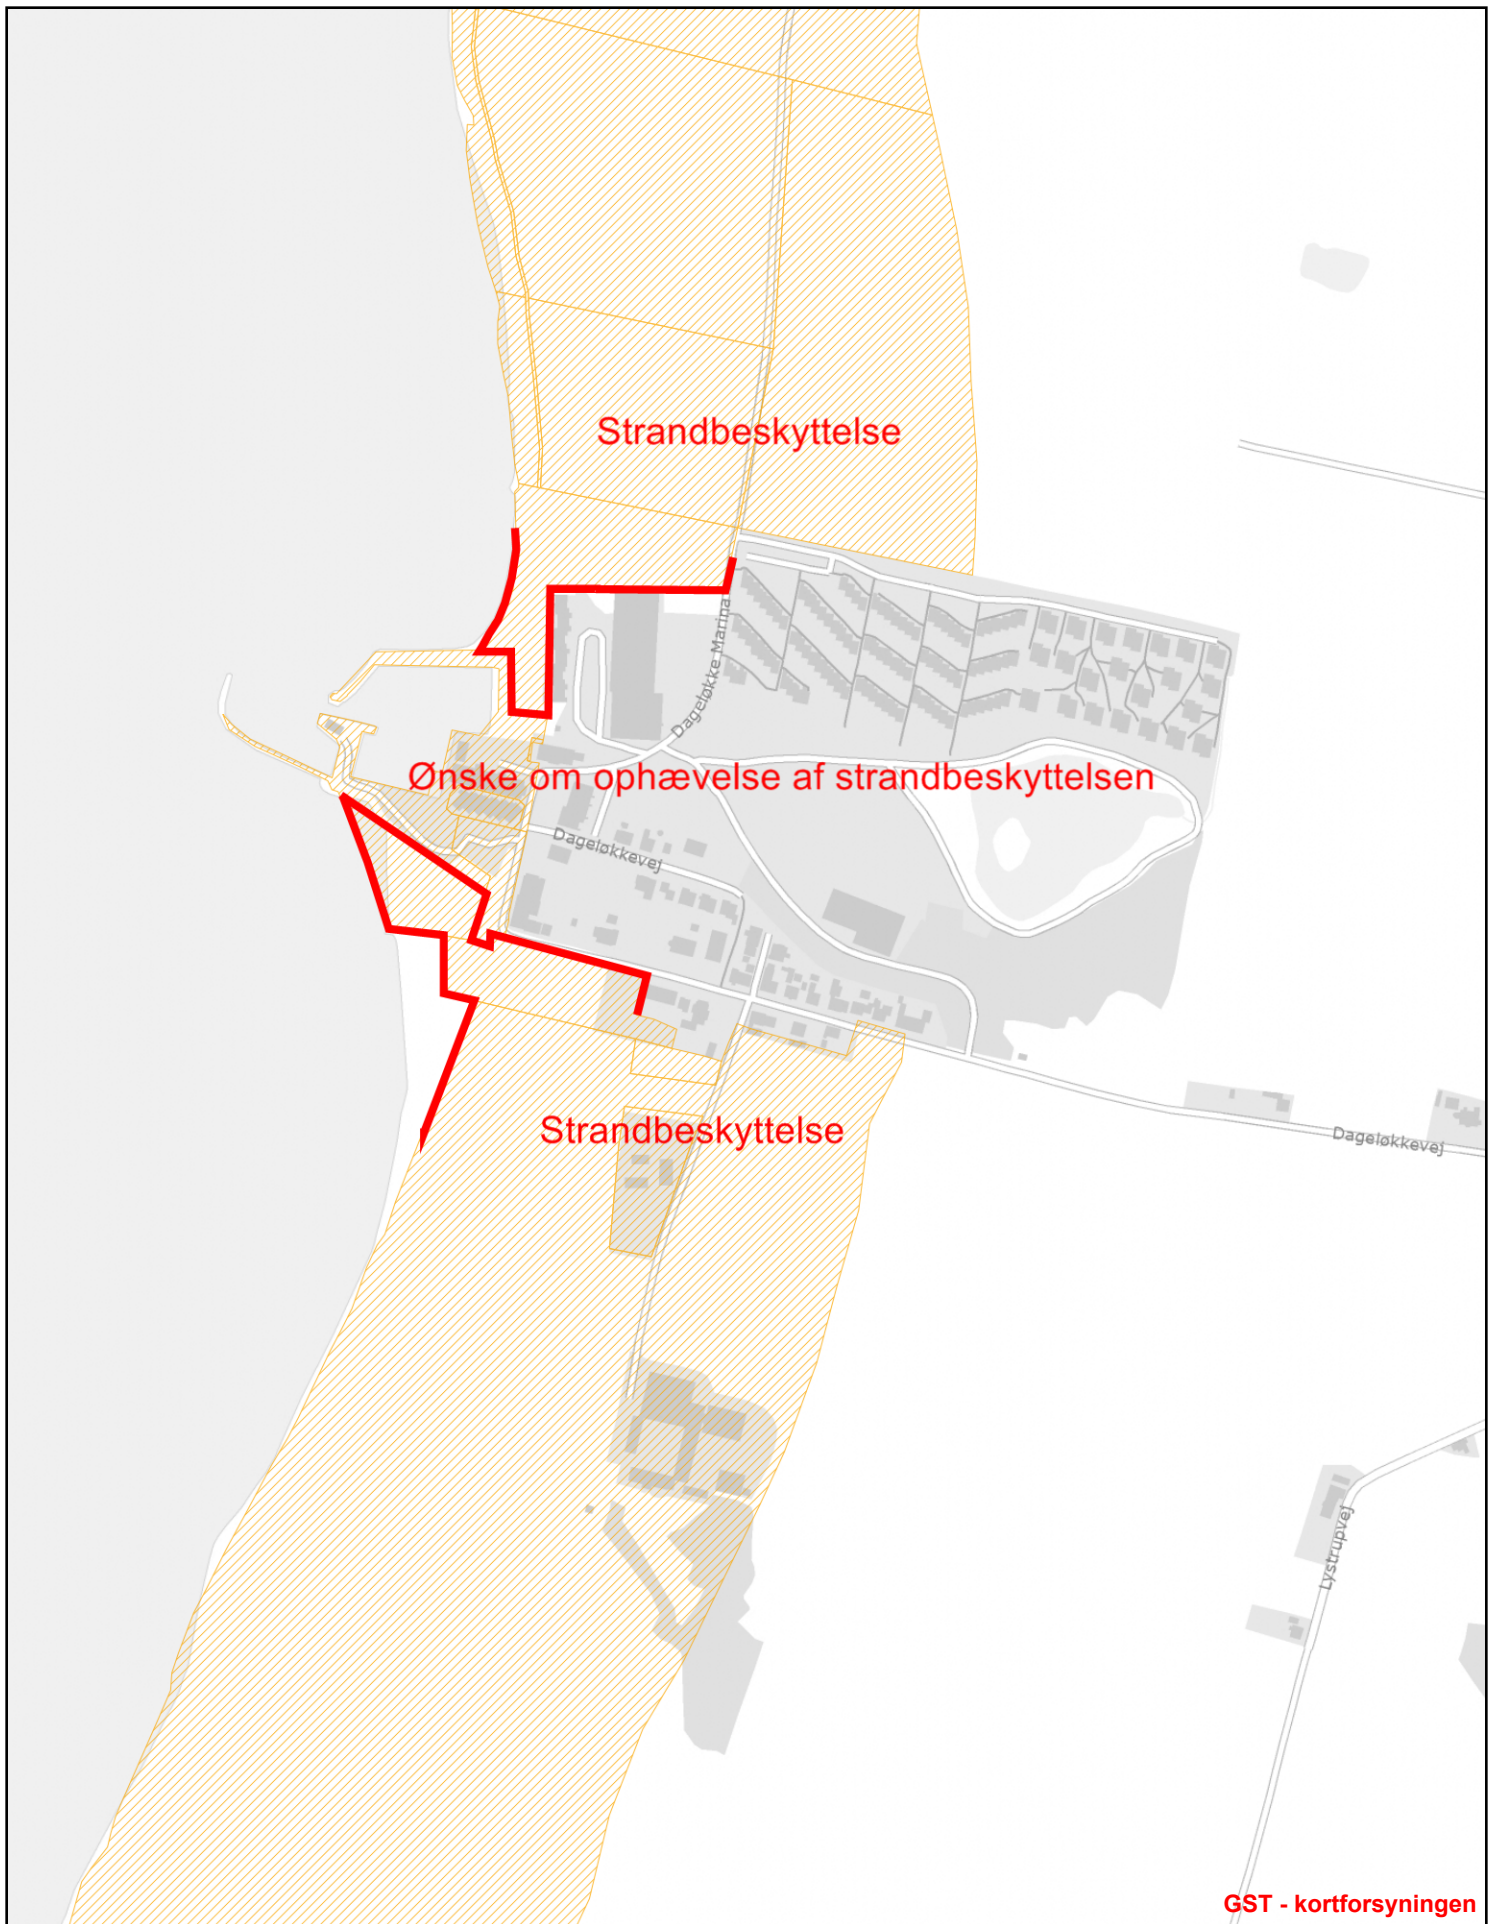 Strandbeskyttelse
Dageløkke Marina
Ønske om ophævelse af strandbeskyttelsen
Dageløkkevej
Strandbeskyttelse
Dageløkkevej
Lystrupvej
GST - kortforsyningen